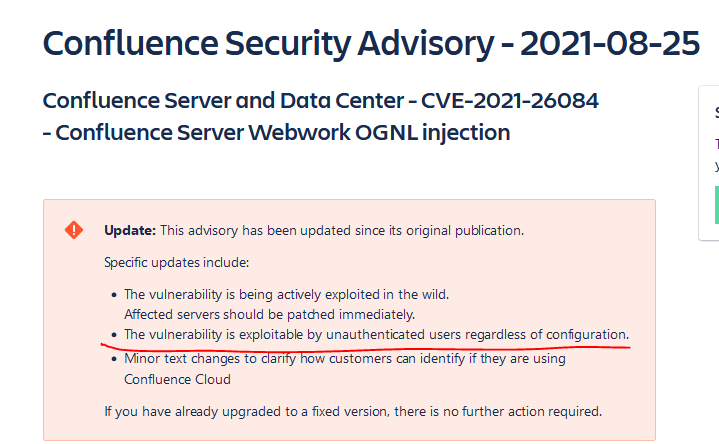 Confluence Security Advisory - 2021-08-25
Confluence Server and Data Center - CVE-2021-26084
- Confluence Server Webwork OGNL injection
Update: This advisory has been updated since its original publication.
Specific updates include:
• The vulnerability is being actively exploited in the wild.
Affected servers should be patched immediately.
• The vulnerability is exploitable by unauthenticated users regardless of configuration.
• Minor text changes to clarify how customers can identify if they are using
Confluence Cloud
If you have already upgraded to a fixed version, there is no further action required.